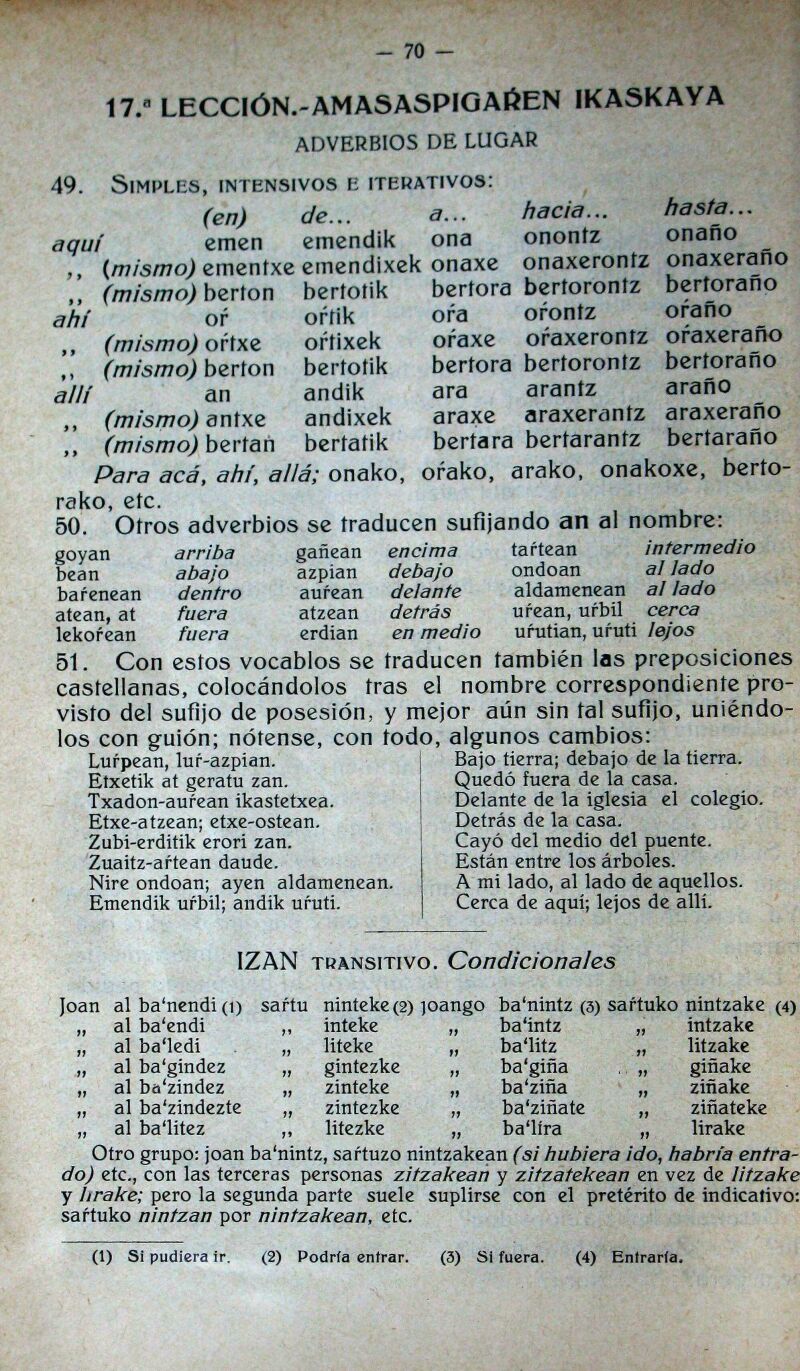 — 70 —
17.ª LECCIÓN.-AMASASPIGAŔEN IKASKAYA
ADVERBIOS DE LUGAR
49. SIMPLES, INTENSIVOS E ITERATIVOS:
(en) de... a... hacia... hasta...
aquí emen emendik ona onontz onaño
,, (mismo) ementxe emendixek onaxe onaxerontz onaxeraño
,, (mismo) berton bertotik bertora bertorontz bertoraño
ahí oŕ oŕtik oŕa oŕontz oŕaño
,, (mismo) oŕtxe oŕtixek oŕaxe oŕaxerontz oŕaxeraño
,, (mismo) berton bertotik bertora bertorontz bertoraño
allí an andik ara arantz araño
,, (mismo) antxe andixek araxe araxerantz araxeraño
,, (mismo) bertan bertatik bertara bertarantz bertaraño
Para acá, ahí, allá; onako, oŕako, arako, onakoxe, berto-
rako, etc.
50. Otros adverbios se traducen sufijando an al nombre:
goyan arriba gañean encima taŕtean intermedio
bean abajo azpian debajo ondoan al lado
baŕenean dentro auŕean delante aldamenean al lado
atean, at fuera atzean detrás uŕean, uŕbil cerca
lekoŕean fuera erdian en medio uŕutian, uŕuti lejos
51. Con estos vocablos se traducen también las preposiciones
castellanas, colocándolos tras el nombre correspondiente pro-
visto del sufijo de posesión, y mejor aún sin tal sufijo, uniéndo-
los con guión; nótense, con todo, algunos cambios:
Luŕpean, luŕ-azpian. Bajo tierra; debajo de la tierra.
Etxetik at geratu zan. Quedó fuera de la casa.
Txadon-auŕean ikastetxea. Delante de la iglesia el colegio.
Etxe-atzean; etxe-ostean. Detrás de la casa.
Zubi-erditik erori zan. Cayó del medio del puente.
Zuaitz-aŕtean daude. Están entre los árboles.
Nire ondoan; ayen aldamenean. A mi lado, al lado de aquellos.
Emendik uŕbil; andik uŕuti. Cerca de aquí; lejos de allí.
IZAN TRANSITIVO. Condicionales
Joan al ba‘nendi (1) saŕtu ninteke (2) joango ba‘nintz (3) saŕtuko nintzake (4)
„ al ba‘endi ,, inteke „ ba‘intz „ intzake
„ al ba‘ledi „ liteke „ ba‘litz „ litzake
„ al ba‘gindez „ gintezke „ ba‘giña „ giñake
„ al ba‘zindez „ zinteke „ ba‘ziña „ ziñake
„ al ba‘zindezte „ zintezke „ ba‘ziñate „ ziñateke
„ al ba‘litez ,, litezke „ ba‘lira „ lirake
Otro grupo: joan ba‘nintz, saŕtuzo nintzakean (si hubiera ido, habría entra-
do) etc., con las terceras personas zitzakean y zitzatekean en vez de litzake
y lirake; pero la segunda parte suele suplirse con el pretérito de indicativo:
saŕtuko nintzan por nintzakean, etc.
(1) Si pudiera ir. (2) Podría entrar. (3) Si fuera. (4) Entraría.